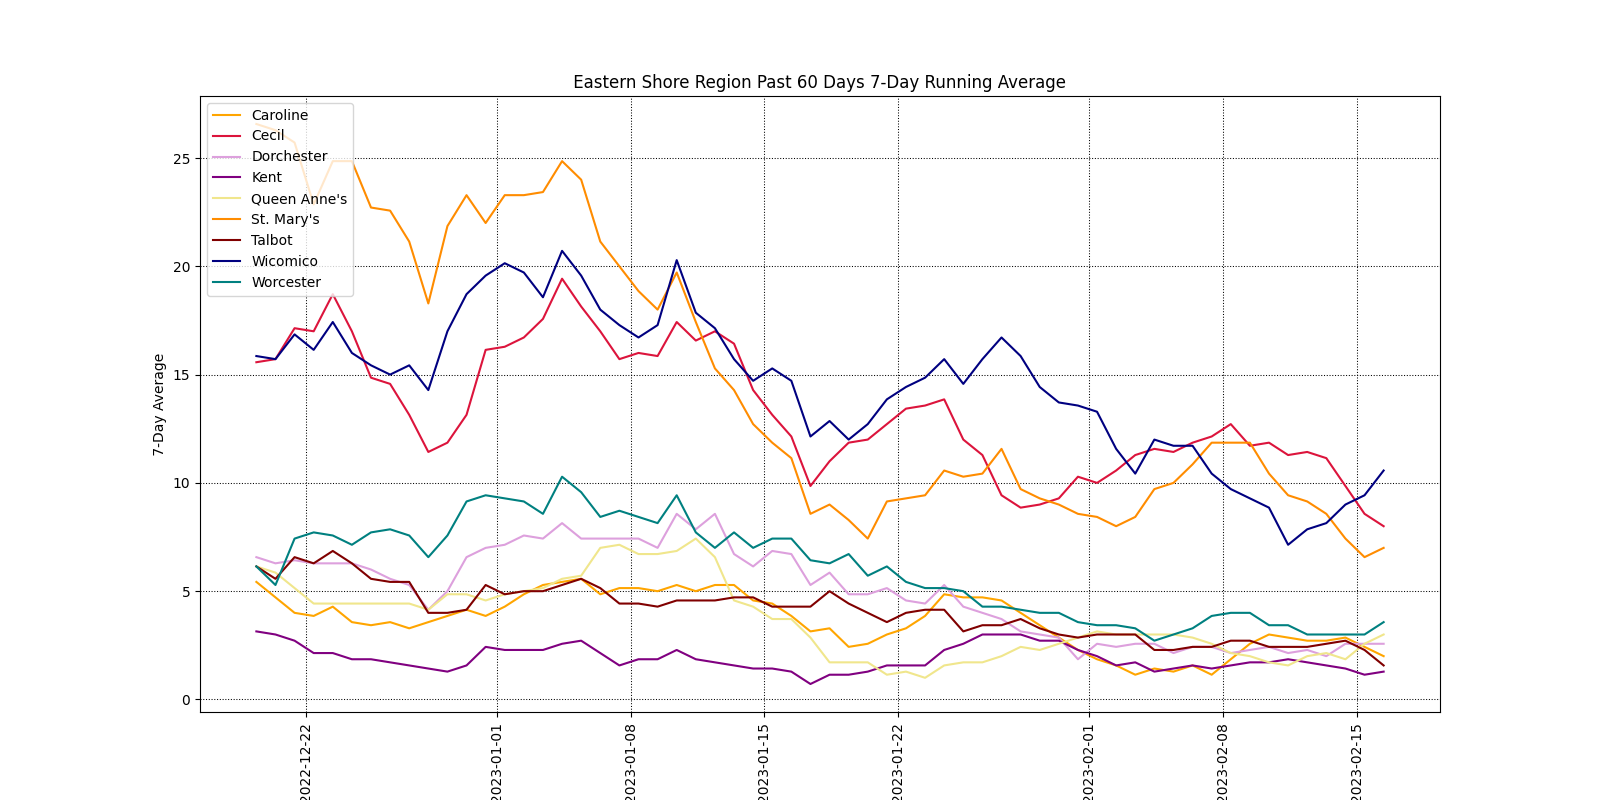 Eastern Shore Region Past 60 Days 7-Day Running Average
Caroline
Cecil
Dorchester
Kent
Queen Anne's
St. Mary's
Talbot
Wicomico
Worcester
7-Day Average
25
20
15
10
5
0
2022-12-22
2023-01-01
2023-01-08
2023-01-15
2023-01-22
2023-02-01
2023-02-08
2023-02-15